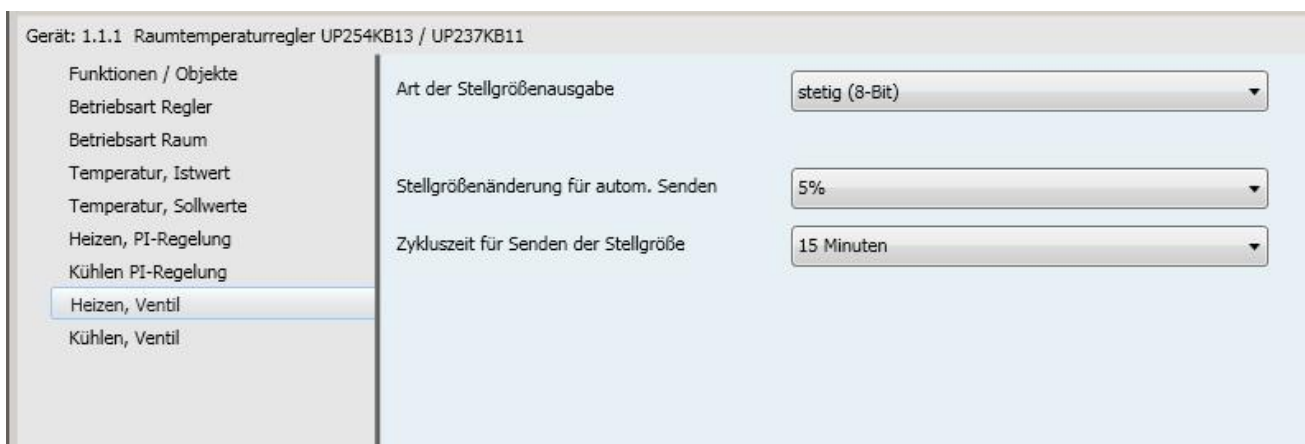 Gerät: 1.1.1 Raumtemperaturregler UP254KB13 / UP237KB11
Funktionen / Objekte
Betriebsart Regler
Betriebsart Raum
Temperatur, Istwert
Temperatur, Sollwerte
Heizen, PI-Regelung
Kühlen PI-Regelung
Heizen, Ventil
Kühlen, Ventil
Art der Stellgrößenausgabe
stetig (8-Bit)
Stellgrößenänderung für autom. Senden
5%
Zykluszeit für Senden der Stellgröße
15 Minuten